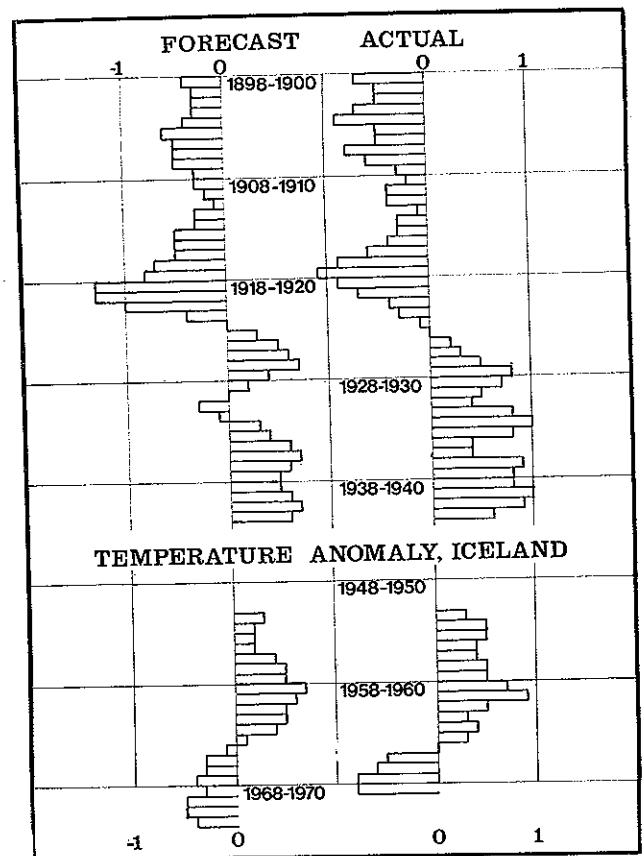 FORECAST ACTUAL
-1 0 0 1
1898-1900
1908-1910
1918-1920
1928-1930
1938-1940
TEMPERATURE ANOMALY, ICELAND
1948-1950
1958-1960
1968-1970
-1 0 0 1